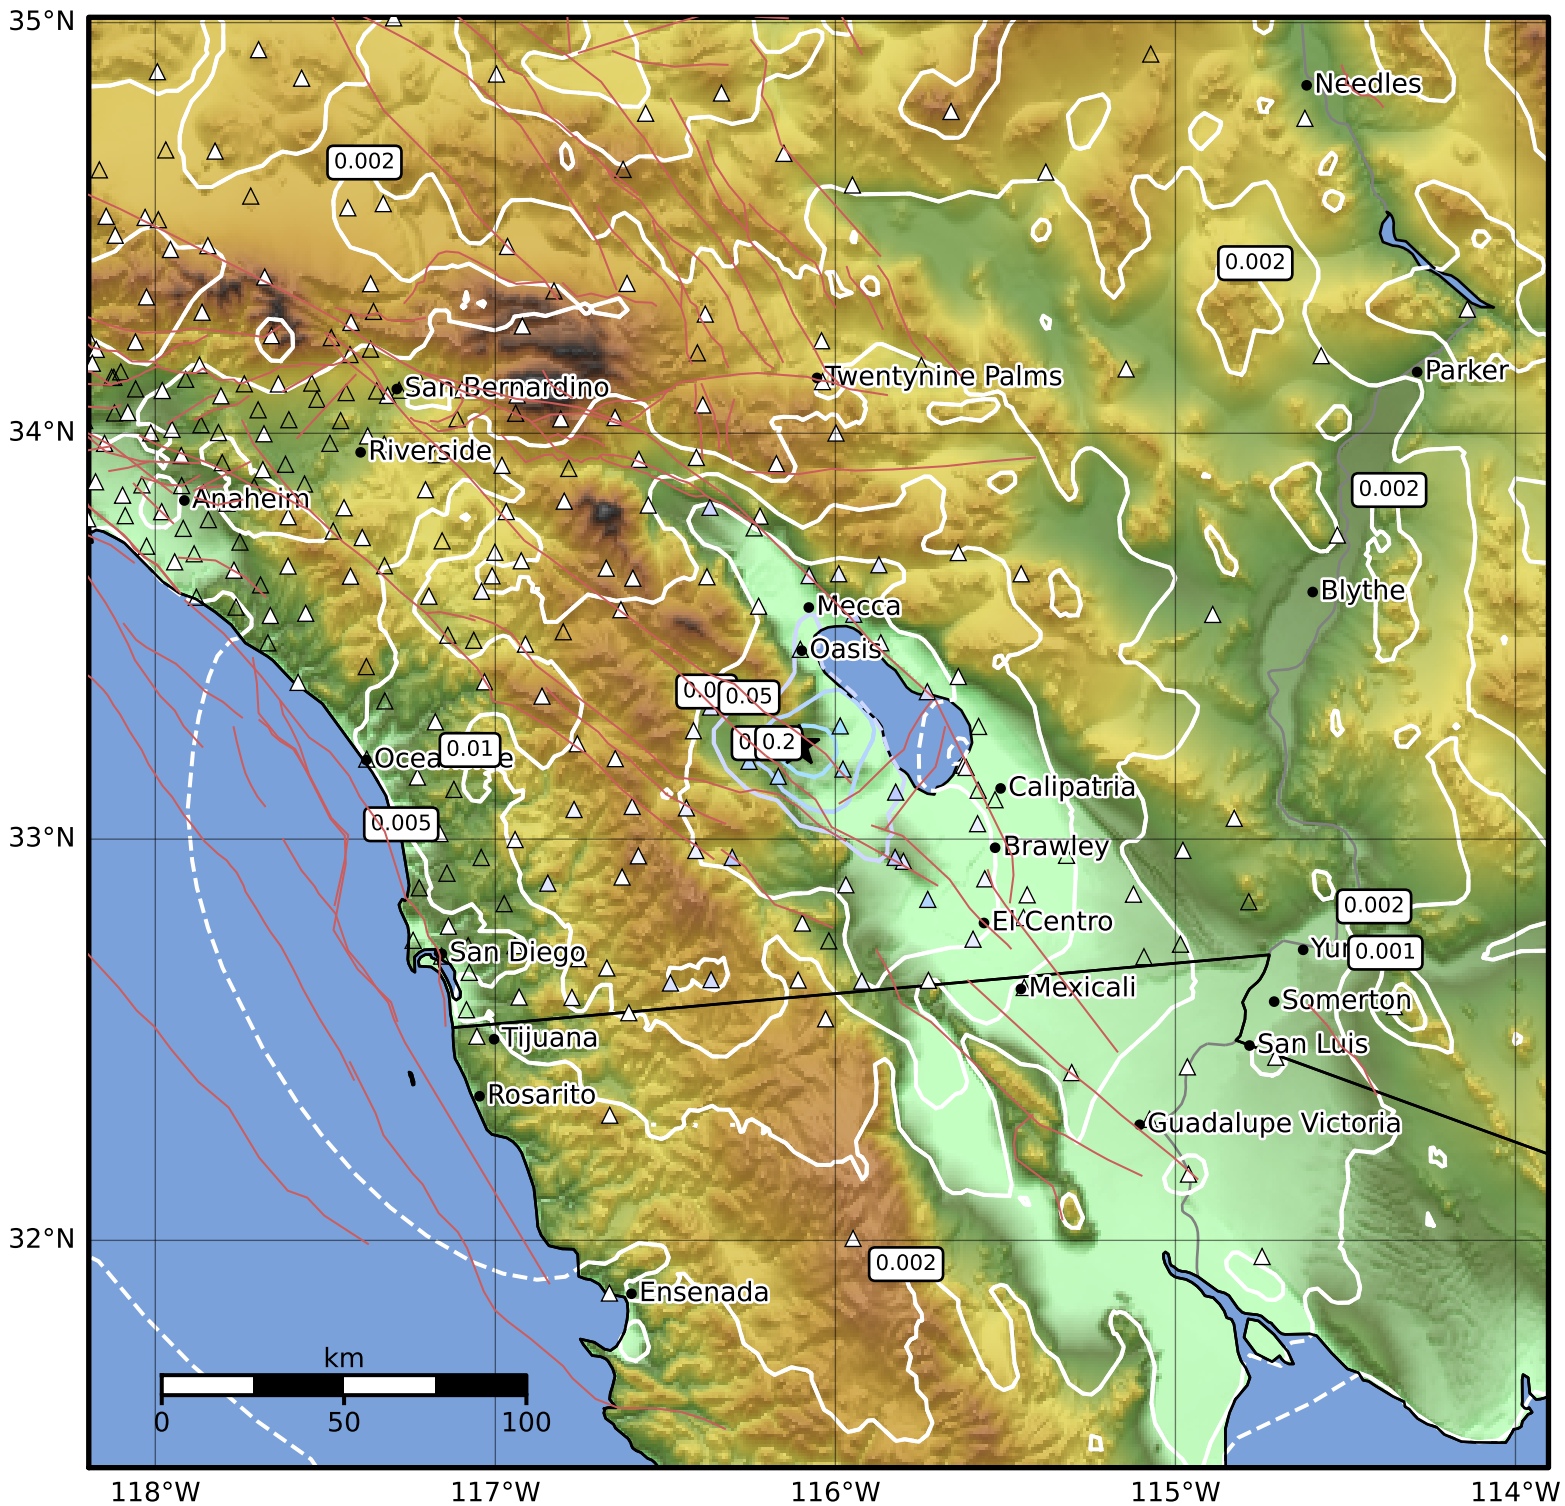 35°N
Needles
0.002
0.002
Parker
Twentynine Palms
San Bernardino
34°N
Riverside
Anaheim
0.002
Blythe
Mecca
Oasis
0.05
0.2
0.01
Calipatria
0.005
33°N
Brawley
0.002
El Centro
San Diego
0.001
Mexicali
Somerton
Tijuana
San Luis
Rosarito
Guadalupe Victoria
32°N
0.002
Ensenada
km
0 50 100
118°W 117°W 116°W 115°W 114°W